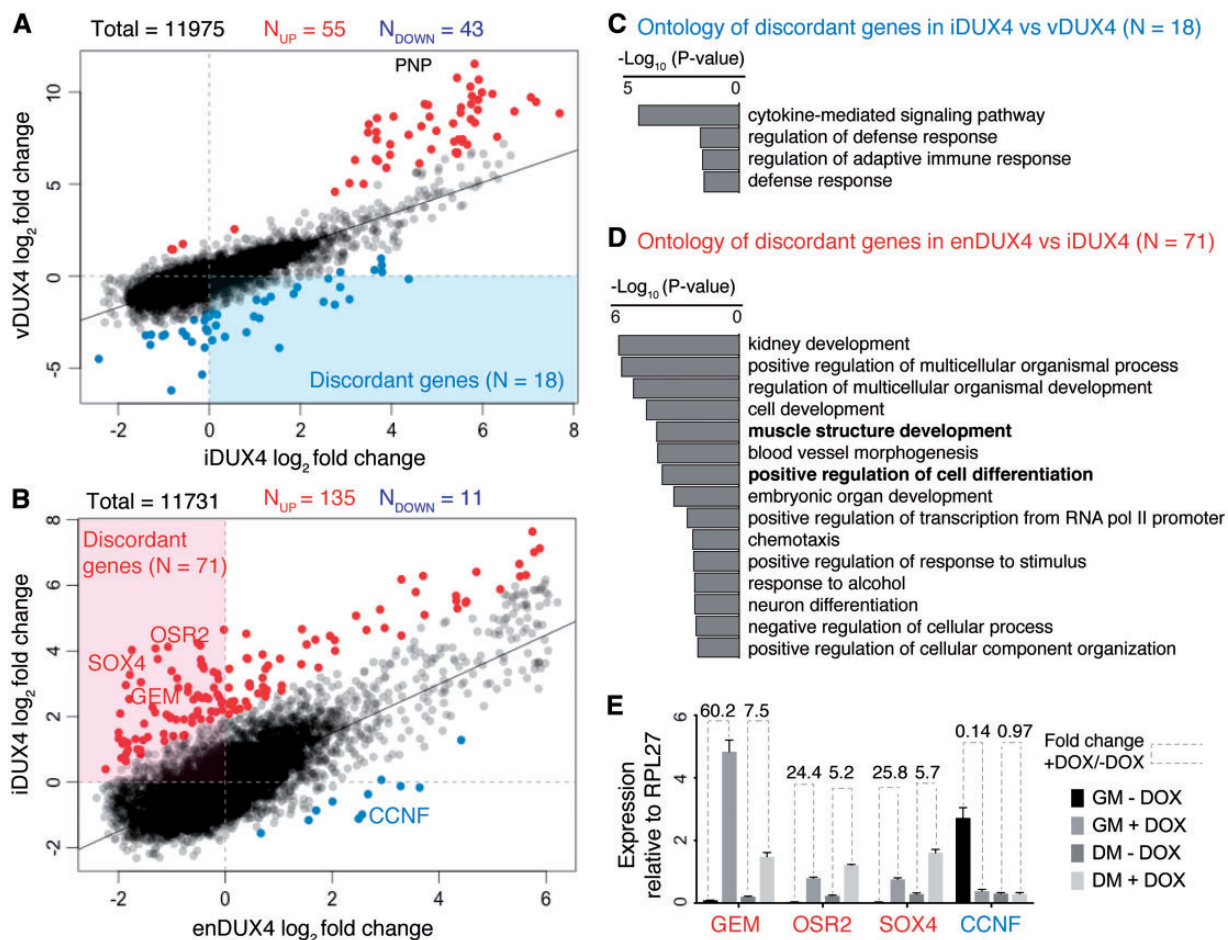 A
Total = 11975 N_UP = 55 N_DOWN = 43
PNP
10
5
0
-5
vDUX4 log2 fold change
Discordant genes (N = 18)
-2 0 2 4 6 8
iDUX4 log2 fold change
B
Total = 11731 N_UP = 135 N_DOWN = 11
8
6
4
2
0
-2
iDUX4 log2 fold change
Discordant
genes (N = 71)
OSR2
SOX4
GEM
CCNF
-2 0 2 4 6
enDUX4 log2 fold change
C Ontology of discordant genes in iDUX4 vs vDUX4 (N = 18)
-Log10 (P-value)
5 0
cytokine-mediated signaling pathway
regulation of defense response
regulation of adaptive immune response
defense response
D Ontology of discordant genes in enDUX4 vs iDUX4 (N = 71)
-Log10 (P-value)
6 0
kidney development
positive regulation of multicellular organismal process
regulation of multicellular organismal development
cell development
muscle structure development
blood vessel morphogenesis
positive regulation of cell differentiation
embryonic organ development
positive regulation of transcription from RNA pol II promoter
chemotaxis
positive regulation of response to stimulus
response to alcohol
neuron differentiation
negative regulation of cellular process
positive regulation of cellular component organization
E
Expression
relative to RPL27
6
4
2
0
60.2 7.5
24.4 5.2
25.8 5.7
0.14 0.97
GEM OSR2 SOX4 CCNF
Fold change
+DOX/-DOX
GM - DOX
GM + DOX
DM - DOX
DM + DOX